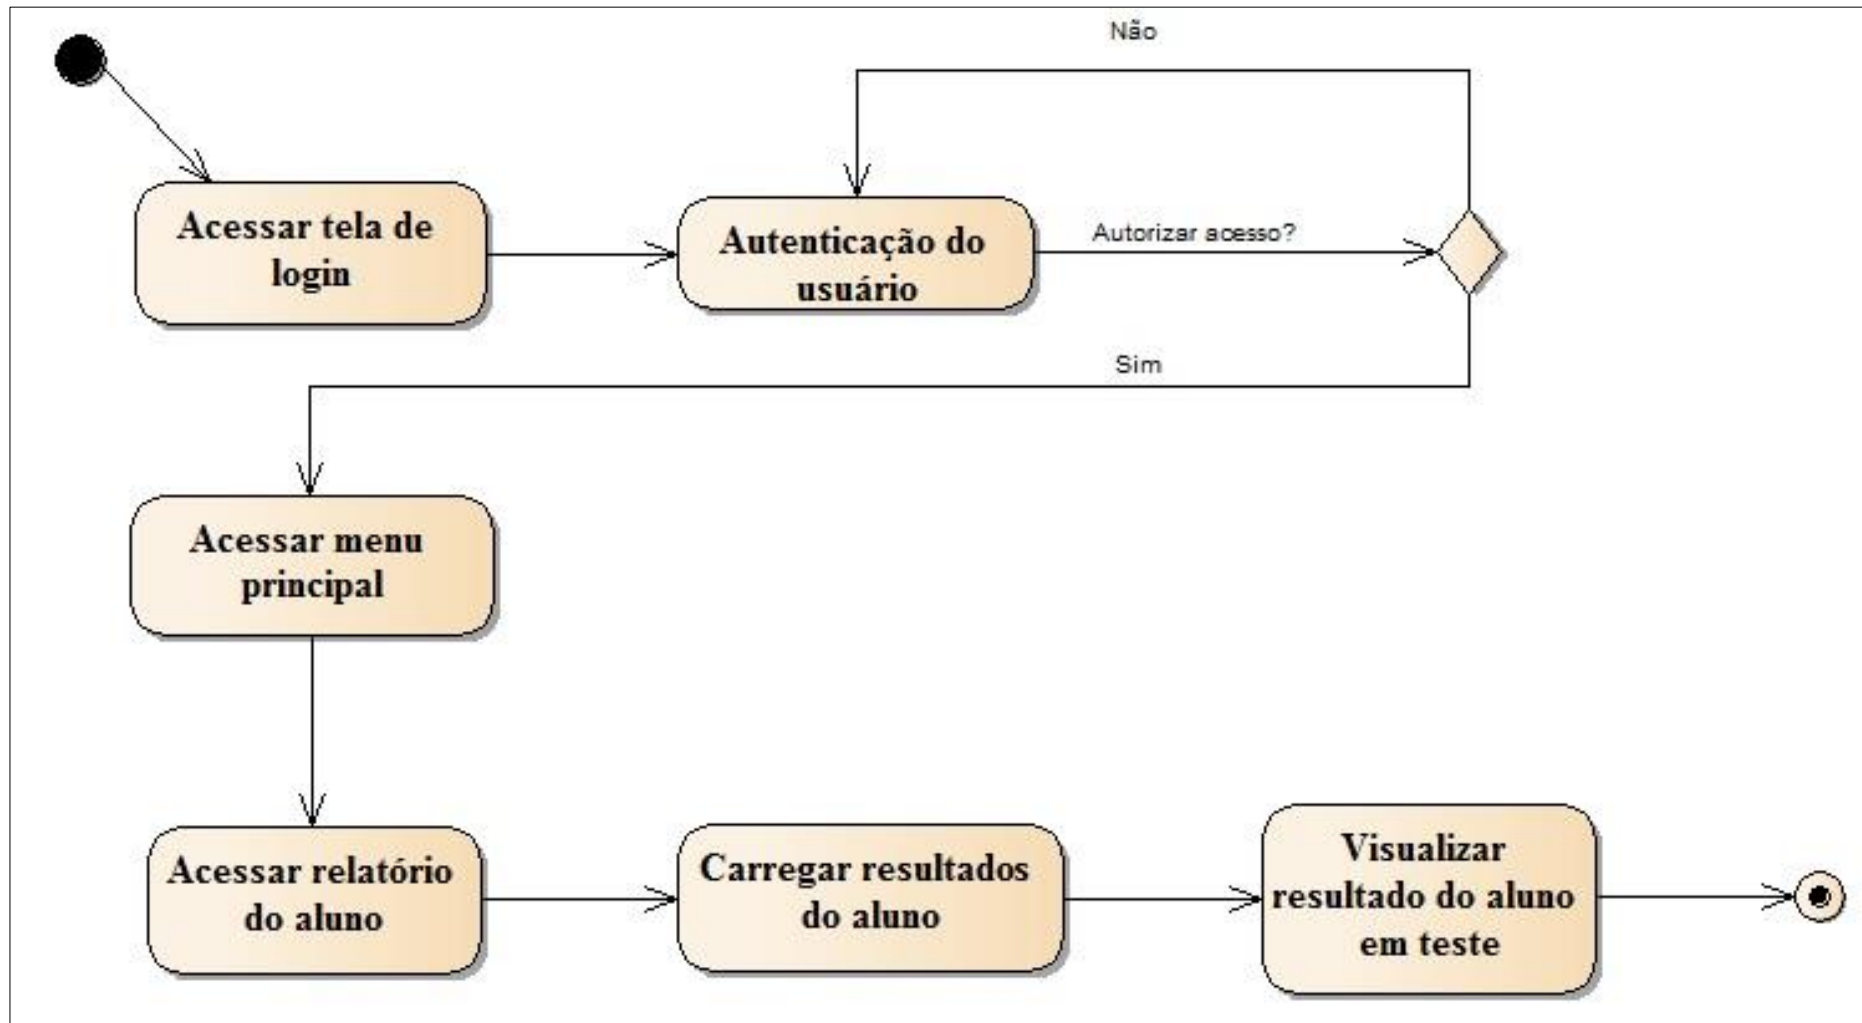 Não
Acessar tela de
login
Autenticação do
usuário
Autorizar acesso?
Sim
Acessar menu
principal
Acessar relatório
do aluno
Carregar resultados
do aluno
Visualizar
resultado do aluno
em teste